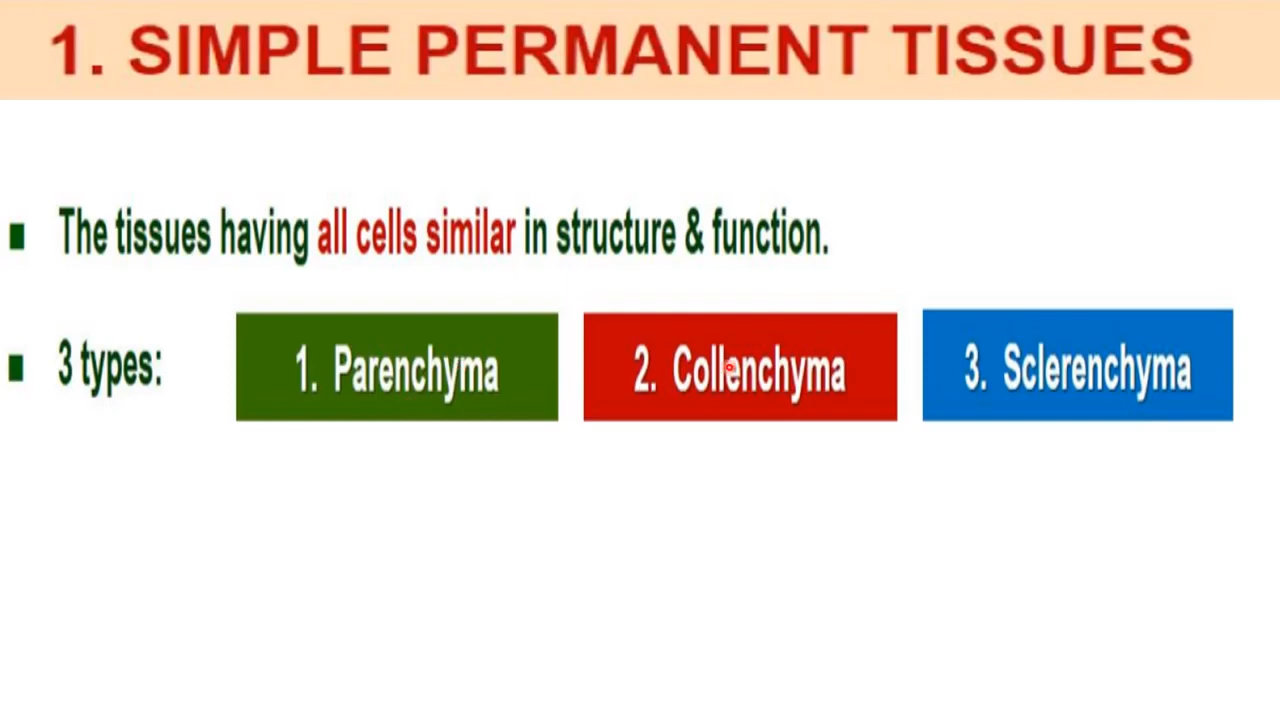 1. SIMPLE PERMANENT TISSUES
▪ The tissues having all cells similar in structure & function.
▪ 3 types: 1. Parenchyma 2. Collenchyma 3. Sclerenchyma